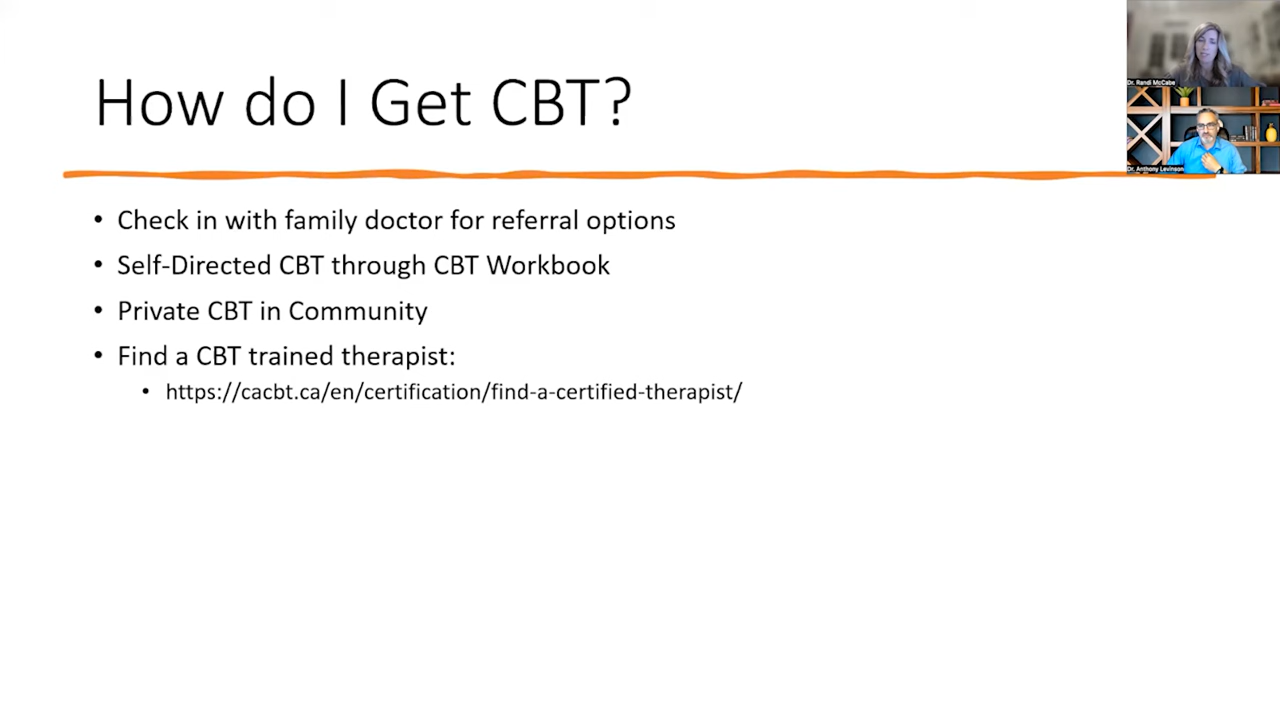 How do I Get CBT?
Dr. Randi McCabe
Dr. Anthony Levinson
• Check in with family doctor for referral options
• Self-Directed CBT through CBT Workbook
• Private CBT in Community
• Find a CBT trained therapist:
• https://cacbt.ca/en/certification/find-a-certified-therapist/